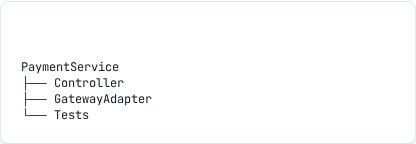 PaymentService
├── Controller
├── GatewayAdapter
└── Tests